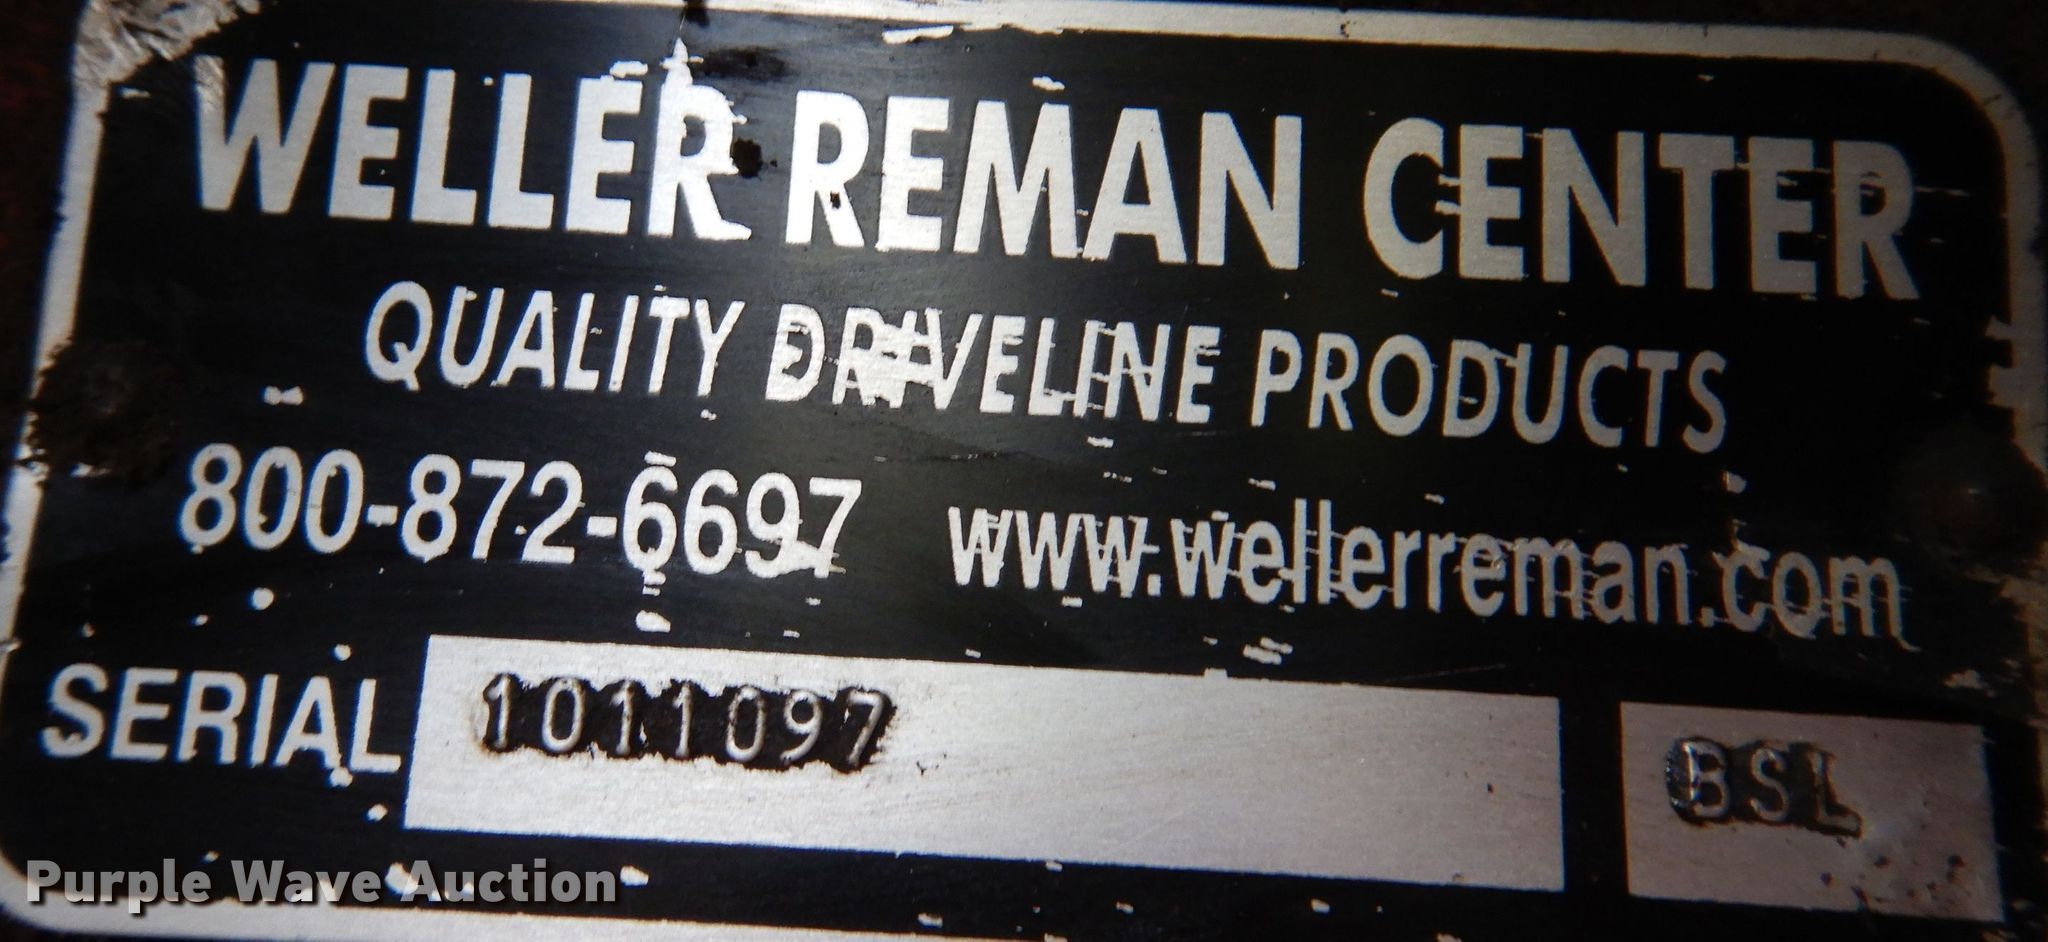 WELLER REMAN CENTER
QUALITY DRIVELINE PRODUCTS
800-872-6697 www.wellerreman.com
SERIAL 1011097 BSL
Purple Wave Auction